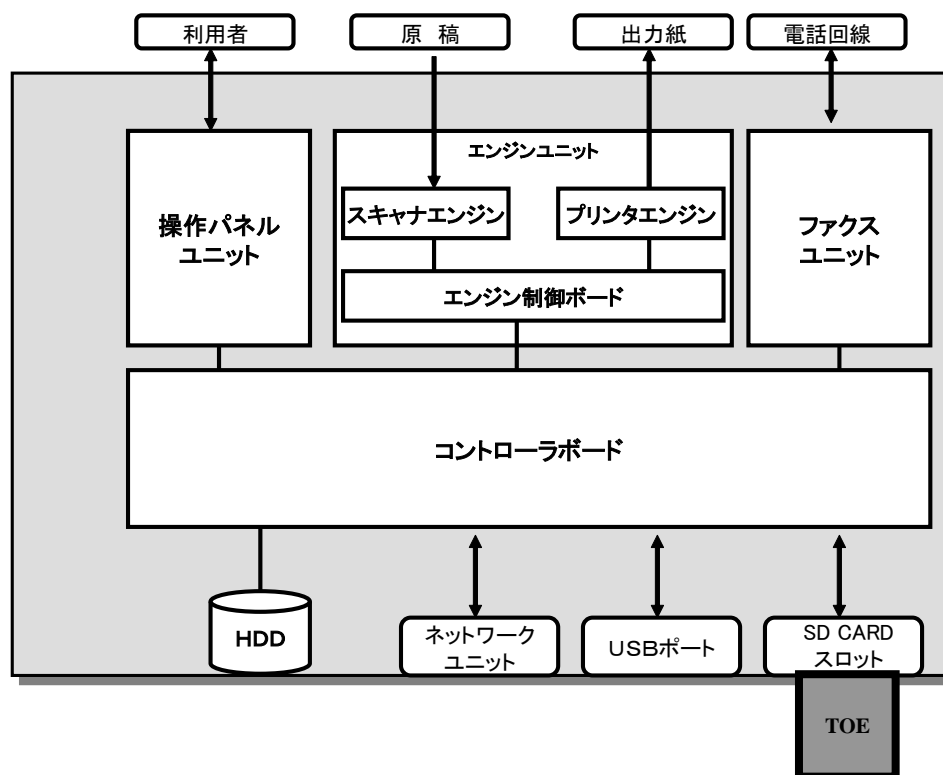 利用者
原 稿
出力紙
電話回線
エンジンユニット
操作パネル
ユニット
スキャナエンジン
プリンタエンジン
ファクス
ユニット
エンジン制御ボード
コントローラボード
HDD
ネットワーク
ユニット
USBポート
SD CARD
スロット
TOE